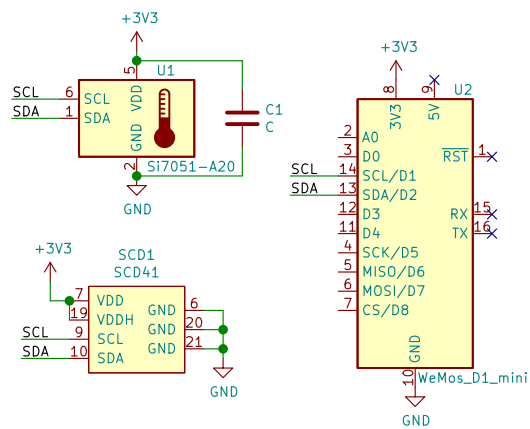 +3V3
5 U1
VDD
SCL 6 SCL
SDA 1 SDA
GND
2 Si7051-A20
GND
C1
C
+3V3
8 9 U2
3V3 5V
2 A0
3 D0
RST 1
SCL 14 SCL/D1
SDA 13 SDA/D2
12 D3
RX 15
11 D4
TX 16
4 SCK/D5
5 MISO/D6
6 MOSI/D7
7 CS/D8
GND
10 WeMos_D1_mini
GND
SCD1
SCD41
+3V3
7 VDD
19 VDDH
SCL 9 SCL
SDA 10 SDA
GND 6
GND 20
GND 21
GND